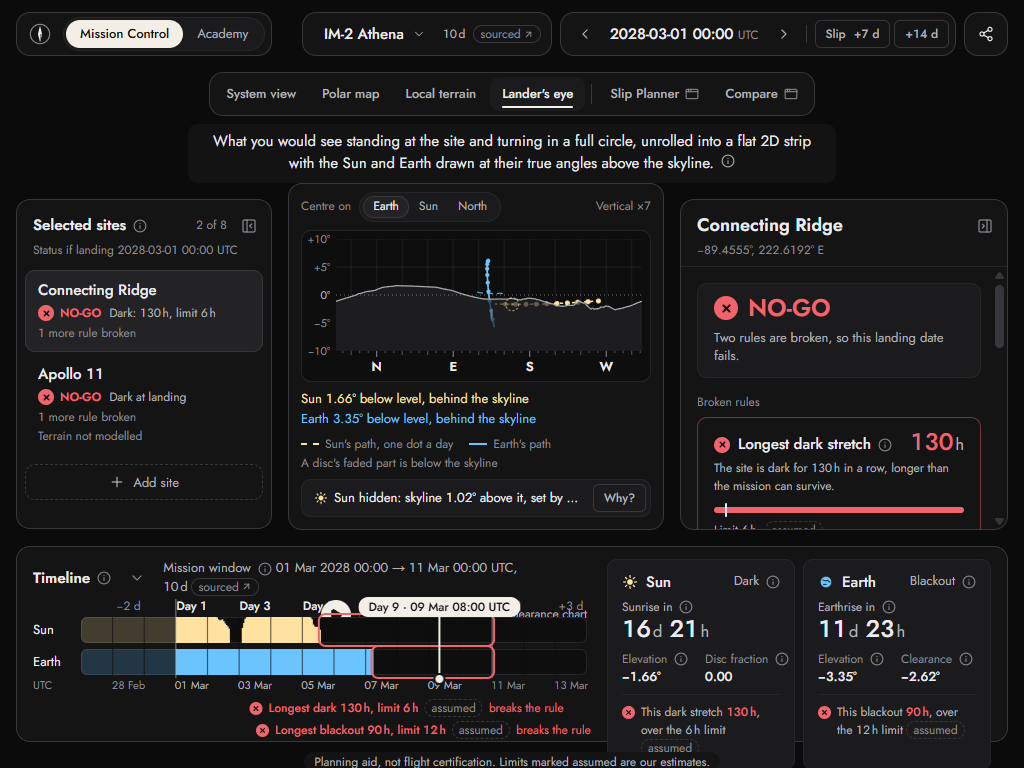 Mission Control
Academy
IM-2 Athena
10 d sourced ↗
2028-03-01 00:00 UTC
Slip +7 d
+14 d
System view
Polar map
Local terrain
Lander's eye
Slip Planner
Compare
What you would see standing at the site and turning in a full circle, unrolled into a flat 2D strip
with the Sun and Earth drawn at their true angles above the skyline.
Selected sites
2 of 8
Status if landing 2028-03-01 00:00 UTC
Connecting Ridge
NO-GO Dark: 130 h, limit 6 h
1 more rule broken
Apollo 11
NO-GO Dark at landing
1 more rule broken
Terrain not modelled
+ Add site
Centre on
Earth
Sun
North
Vertical ×7
+10°
+5°
0°
−5°
−10°
N
E
S
W
Sun 1.66° below level, behind the skyline
Earth 3.35° below level, behind the skyline
Sun's path, one dot a day
Earth's path
A disc's faded part is below the skyline
Sun hidden: skyline 1.02° above it, set by ...
Why?
Connecting Ridge
−89.4555°, 222.6192° E
NO-GO
Two rules are broken, so this landing date
fails.
Broken rules
Longest dark stretch
130 h
The site is dark for 130 h in a row, longer than
the mission can survive.
Limit 6 h assumed
Timeline
Mission window
01 Mar 2028 00:00 → 11 Mar 00:00 UTC,
10 d sourced ↗
−2 d
Day 1
Day 3
Day
Day 9 · 09 Mar 08:00 UTC
+3 d
earance chart
Sun
Earth
UTC
28 Feb
01 Mar
03 Mar
05 Mar
07 Mar
09 Mar
11 Mar
13 Mar
Longest dark 130 h, limit 6 h assumed breaks the rule
Longest blackout 90 h, limit 12 h assumed breaks the rule
Sun
Dark
Sunrise in
16 d 21 h
Elevation
Disc fraction
−1.66°
0.00
This dark stretch 130 h,
over the 6 h limit
assumed
Earth
Blackout
Earthrise in
11 d 23 h
Elevation
Clearance
−3.35°
−2.62°
This blackout 90 h, over
the 12 h limit assumed
Planning aid, not flight certification. Limits marked assumed are our estimates.